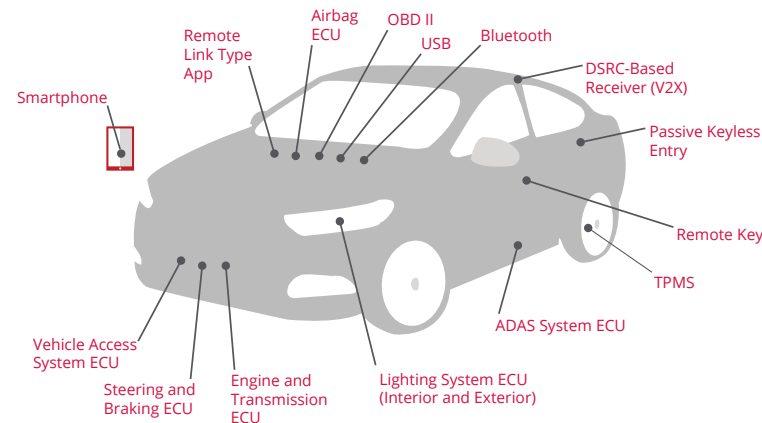 Airbag
ECU
OBD II
USB
Bluetooth
Remote
Link Type
App
DSRC-Based
Receiver (V2X)
Smartphone
Passive Keyless
Entry
Remote Key
TPMS
ADAS System ECU
Vehicle Access
System ECU
Steering and
Braking ECU
Engine and
Transmission
ECU
Lighting System ECU
(Interior and Exterior)